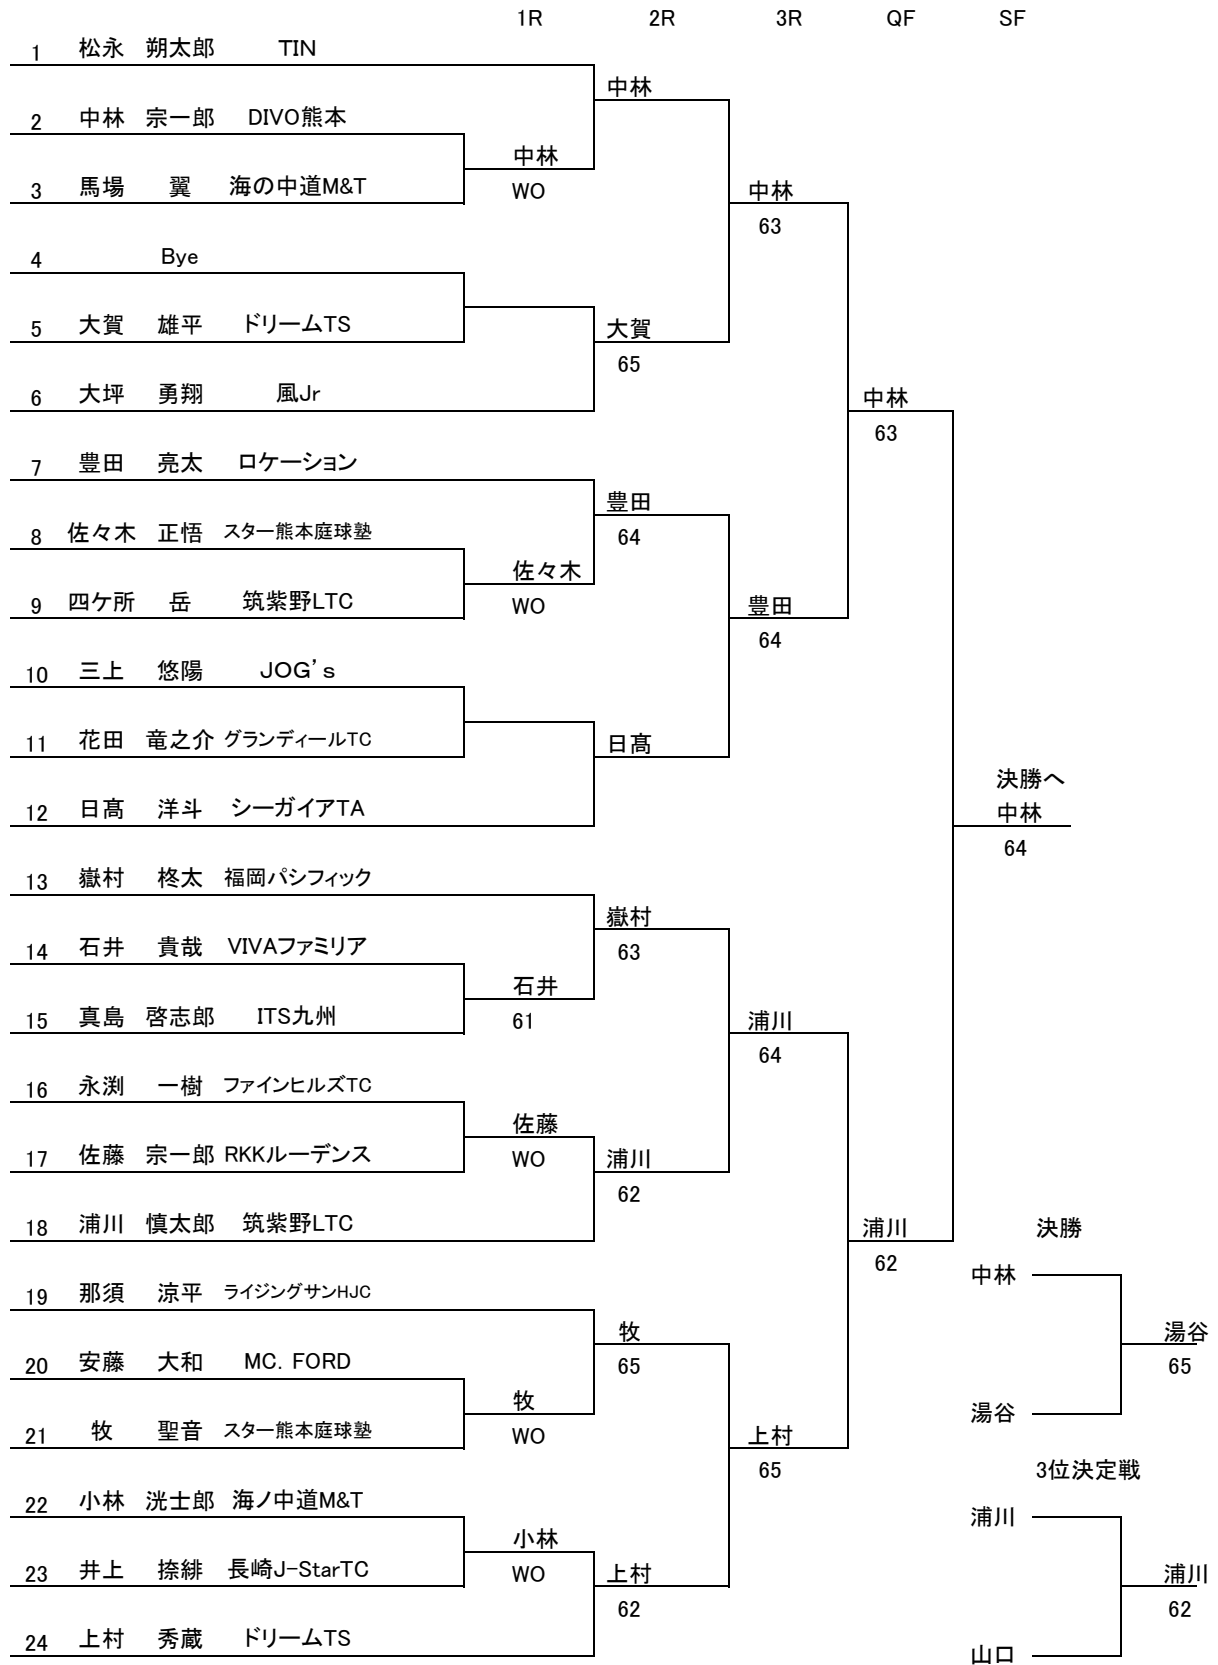 1R 2R 3R QF SF
1 松永 朔太郎 TIN
中林
2 中林 宗一郎 DIVO熊本
中林
3 馬場 翼 海の中道M&T WO 中林
63
4 Bye
5 大賀 雄平 ドリームTS 大賀
65
6 大坪 勇翔 風Jr 中林
63
7 豊田 亮太 ロケーション
豊田
8 佐々木 正悟 スター熊本庭球塾 64
佐々木
9 四ケ所 岳 筑紫野LTC WO 豊田
64
10 三上 悠陽 JOG's
11 花田 竜之介 グランディールTC 日髙
決勝へ
12 日髙 洋斗 シーガイアTA 中林
64
13 嶽村 柊太 福岡パシフィック
嶽村
14 石井 貴哉 VIVAファミリア 63
石井
15 真島 啓志郎 ITS九州 61 浦川
64
16 永渕 一樹 ファインヒルズTC
佐藤
17 佐藤 宗一郎 RKKルーデンス WO 浦川
62
18 浦川 慎太郎 筑紫野LTC 浦川 決勝
62
中林
19 那須 涼平 ライジングサンHJC
牧 湯谷
20 安藤 大和 MC. FORD 65 65
牧
湯谷
21 牧 聖音 スター熊本庭球塾 WO 上村
65 3位決定戦
22 小林 洸士郎 海ノ中道M&T 浦川
小林
23 井上 捺緋 長崎J-StarTC WO 上村 浦川
62 62
24 上村 秀蔵 ドリームTS 山口